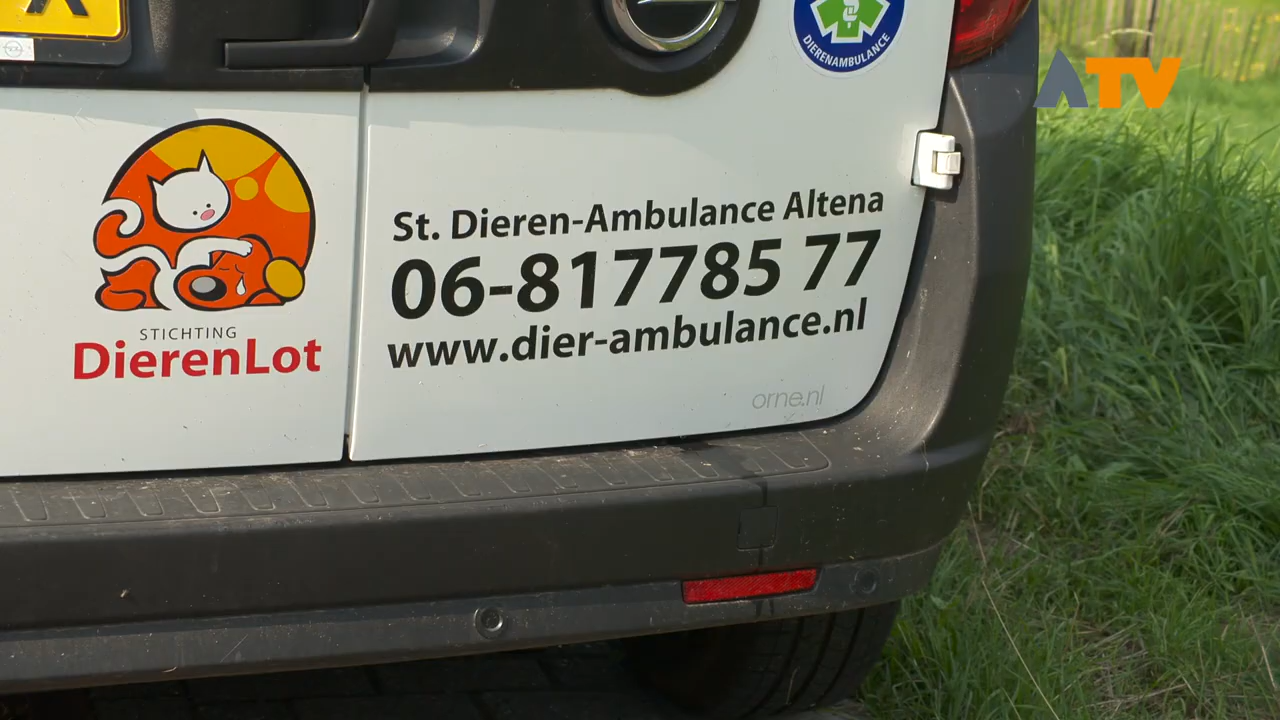 X
DIERENAMBULANCE
ATV
St. Dieren-Ambulance Altena
06-817785 77
www.dier-ambulance.nl
STICHTING
DierenLot
orne.nl